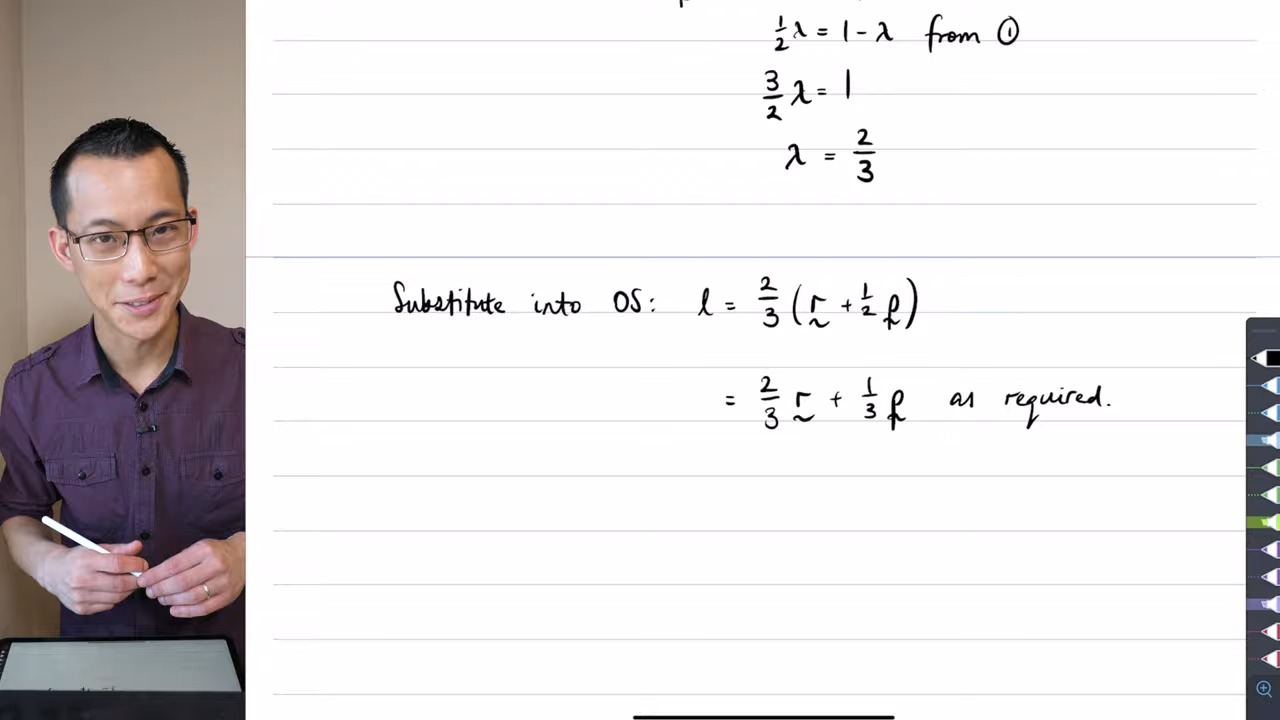 ½λ = 1 - λ from ①
3/2 λ = 1
λ = 2/3
Substitute into OS: l = 2/3 (r̰ + ½ p̰)
= 2/3 r̰ + 1/3 p̰ as required.